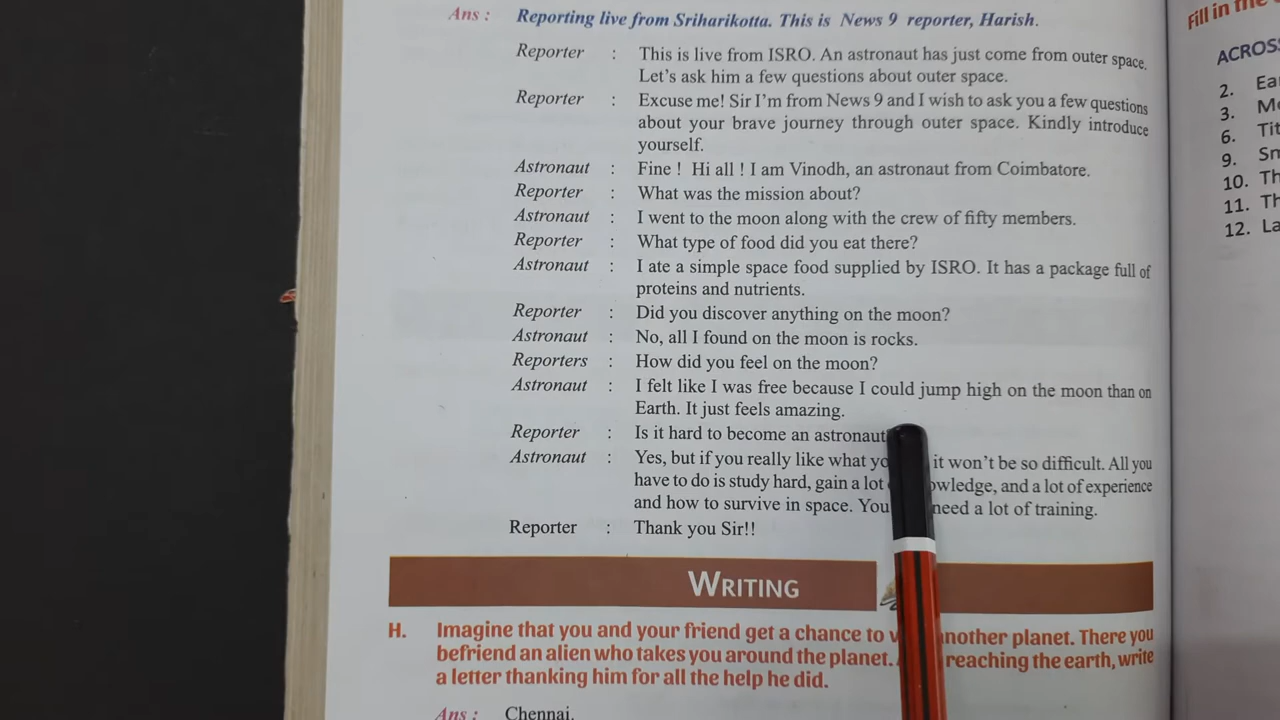 Ans : Reporting live from Sriharikotta. This is News 9 reporter, Harish.
Reporter : This is live from ISRO. An astronaut has just come from outer space.
Let's ask him a few questions about outer space.
Reporter : Excuse me! Sir I'm from News 9 and I wish to ask you a few questions
about your brave journey through outer space. Kindly introduce
yourself.
Astronaut : Fine ! Hi all ! I am Vinodh, an astronaut from Coimbatore.
Reporter : What was the mission about?
Astronaut : I went to the moon along with the crew of fifty members.
Reporter : What type of food did you eat there?
Astronaut : I ate a simple space food supplied by ISRO. It has a package full of
proteins and nutrients.
Reporter : Did you discover anything on the moon?
Astronaut : No, all I found on the moon is rocks.
Reporters : How did you feel on the moon?
Astronaut : I felt like I was free because I could jump high on the moon than on
Earth. It just feels amazing.
Reporter : Is it hard to become an astronaut
Astronaut : Yes, but if you really like what it won't be so difficult. All you
have to do is study hard, gain a lot and a lot of experience
and how to survive in space. You need a lot of training.
Reporter : Thank you Sir!!
WRITING
H. Imagine that you and your friend get a chance to another planet. There you
befriend an alien who takes you around the planet. reaching the earth, write
a letter thanking him for all the help he did.
Ans : Chennai,
Fill in the
ACROSS
2.
3.
6.
9.
10.
11.
12.